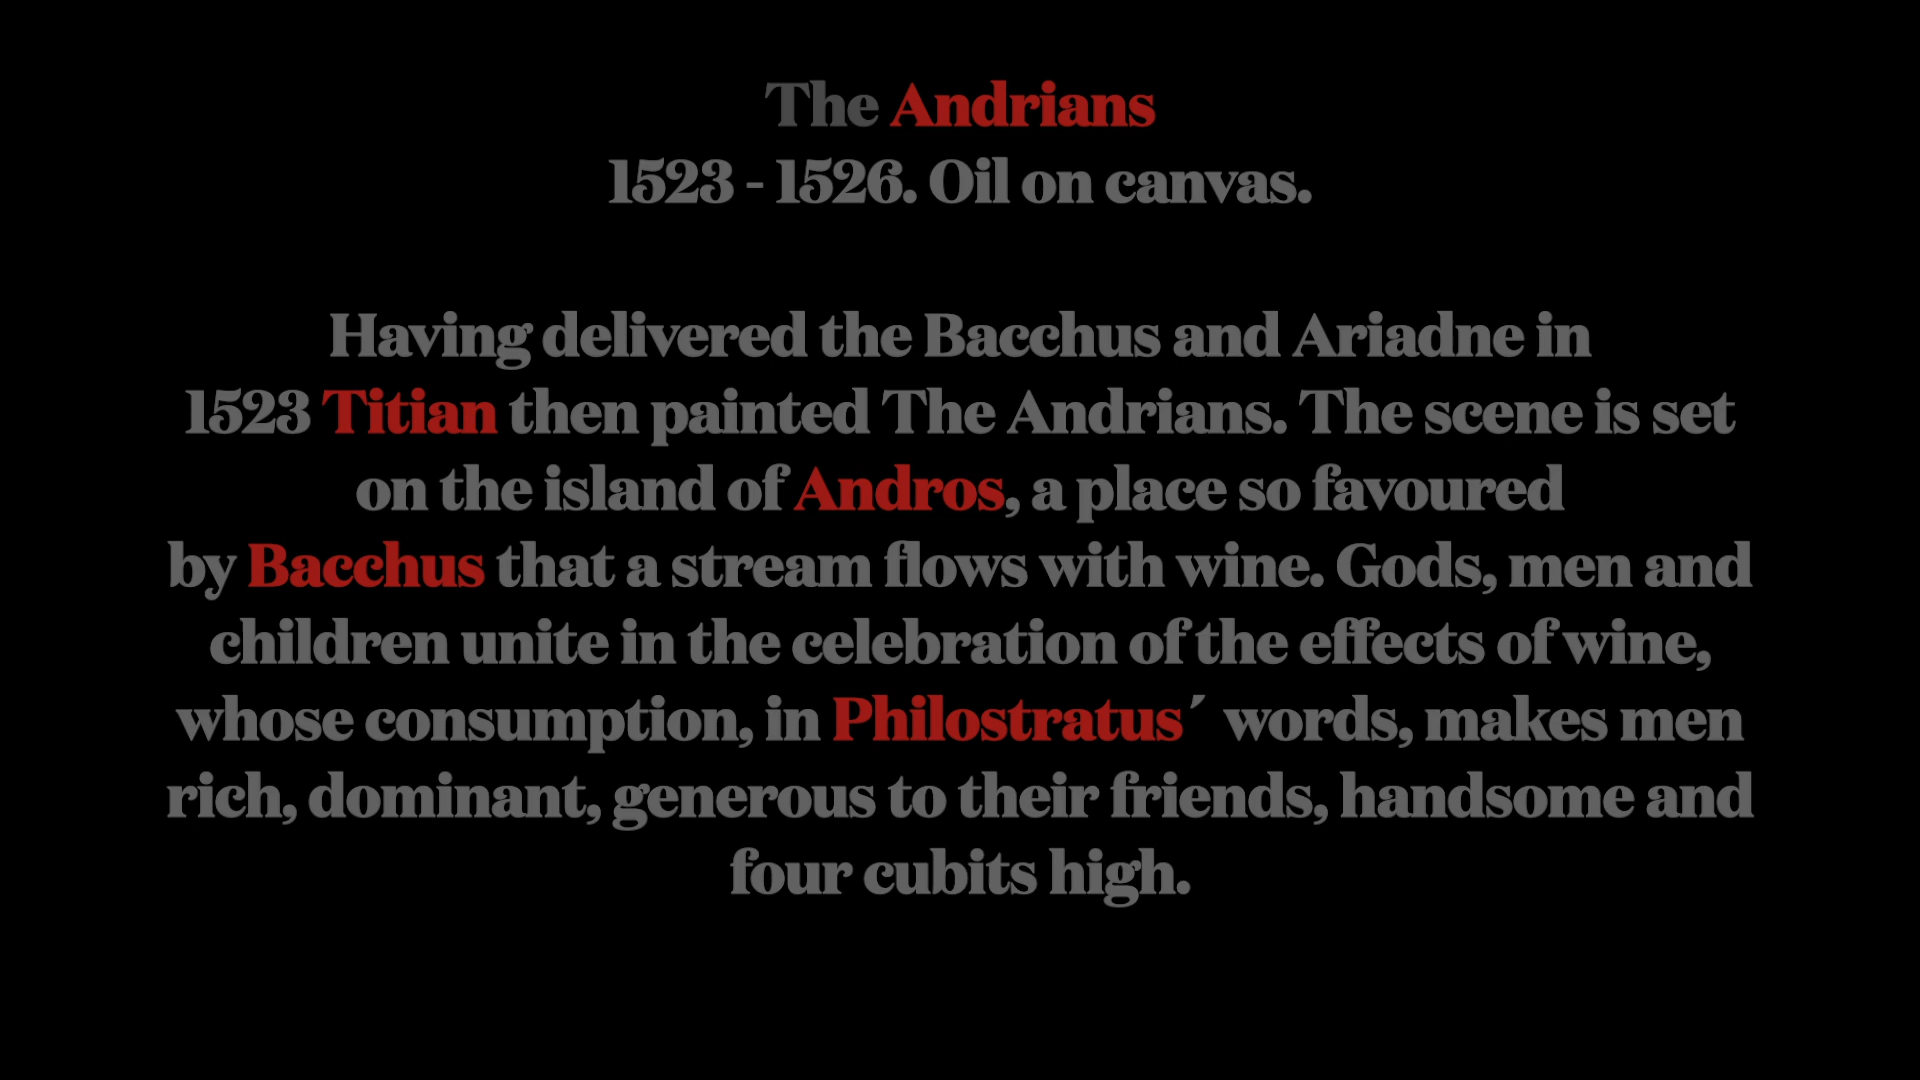 The Andrians
1523 - 1526. Oil on canvas.
Having delivered the Bacchus and Ariadne in
1523 Titian then painted The Andrians. The scene is set
on the island of Andros, a place so favoured
by Bacchus that a stream flows with wine. Gods, men and
children unite in the celebration of the effects of wine,
whose consumption, in Philostratus´ words, makes men
rich, dominant, generous to their friends, handsome and
four cubits high.